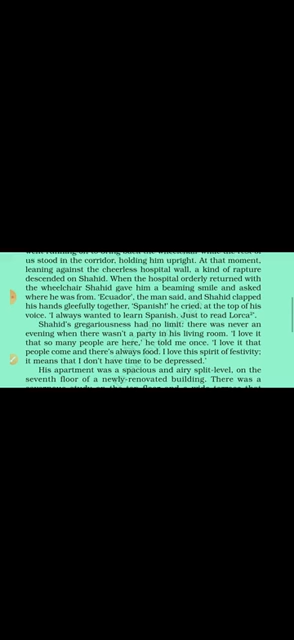 us stood in the corridor, holding him upright. At that moment,
leaning against the cheerless hospital wall, a kind of rapture
descended on Shahid. When the hospital orderly returned with
the wheelchair Shahid gave him a beaming smile and asked
where he was from. 'Ecuador', the man said, and Shahid clapped
his hands gleefully, 'Spanish!' he cried, at the top of his
voice. 'I always wanted to learn Spanish. Just to read Lorca²'.
Shahid's gregariousness had no limit: there was never an
evening when there wasn't a party in his living room. 'I love it
that so many people are here,' he told me once. 'I love it that
people come and there's always food. I love this spirit of festivity;
it means that I don't have time to be depressed.'
His apartment was a spacious and airy split-level, on the
seventh floor of a newly-renovated building. There was a